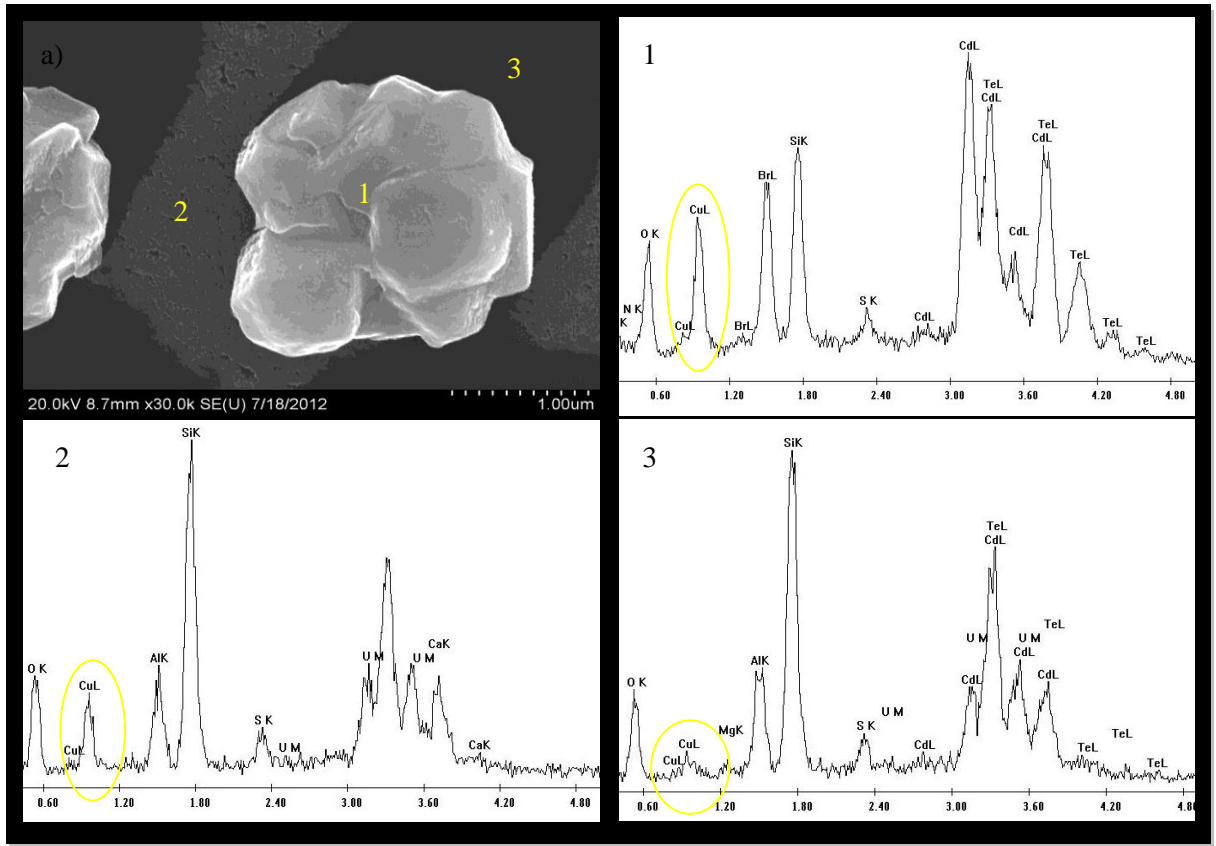 a)
3
1
2
20.0kV 8.7mm x30.0k SE(U) 7/18/2012
1.00um
1
CdL
TeL
CdL
TeL
CdL
SiK
BrL
CuL
O K
CdL
TeL
N K
K
S K
CuL
BrL
CdL
TeL
TeL
0.60 1.20 1.80 2.40 3.00 3.60 4.20 4.80
2
SiK
O K
CuL
AlK
U M
U M
CaK
S K
CuL
U M
CaK
0.60 1.20 1.80 2.40 3.00 3.60 4.20
3
SiK
TeL
CdL
U M
U M
TeL
CdL
AlK
O K
CdL
CdL
U M
MgK
S K
TeL
CuL
CuL
CdL
TeL
TeL
0.60 1.20 1.80 2.40 3.00 3.60 4.20 4.80